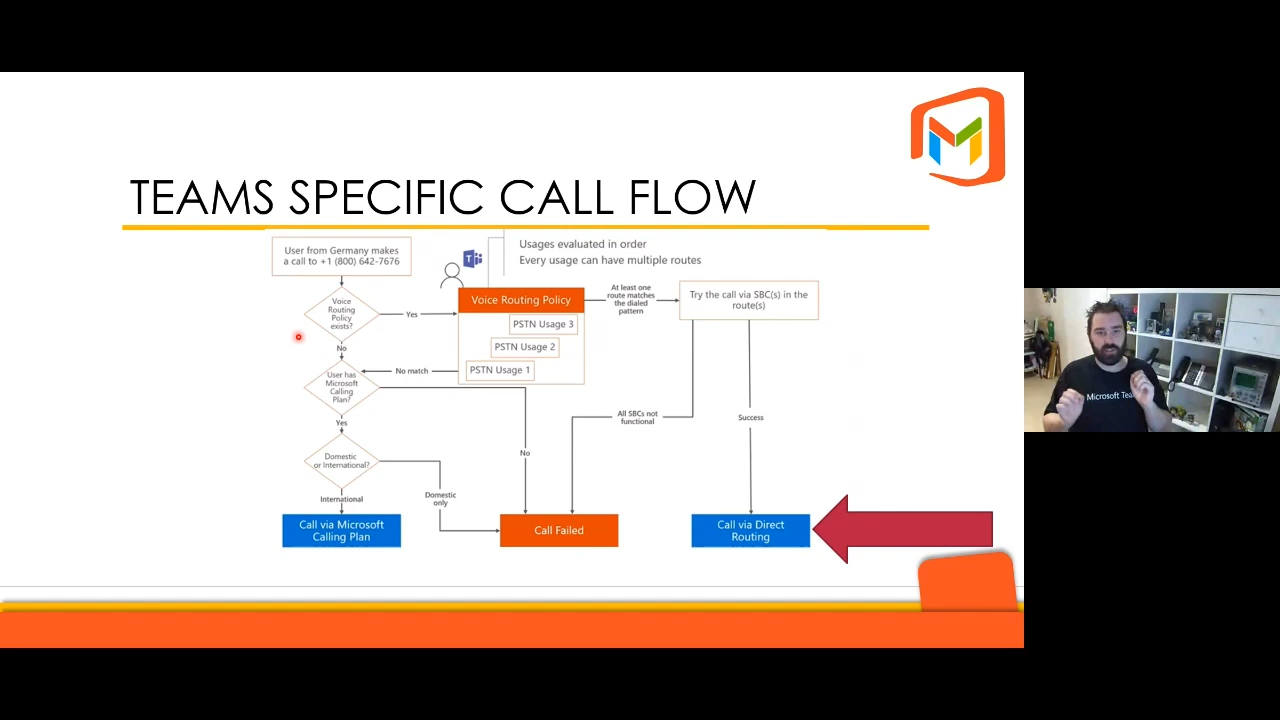 TEAMS SPECIFIC CALL FLOW
User from Germany makes
a call to +1 (800) 642-7676
Usages evaluated in order
Every usage can have multiple routes
Voice
Routing
Policy
exists?
Yes
Voice Routing Policy
PSTN Usage 3
PSTN Usage 2
PSTN Usage 1
At least one
route matches
the dialed
pattern
Try the call via SBC(s) in the
route(s)
No
No match
User has
Microsoft
Calling
Plan?
Yes
No
All SBCs not
functional
Success
Domestic
or International?
International
Domestic
only
Call via Microsoft
Calling Plan
Call Failed
Call via Direct
Routing
Microsoft